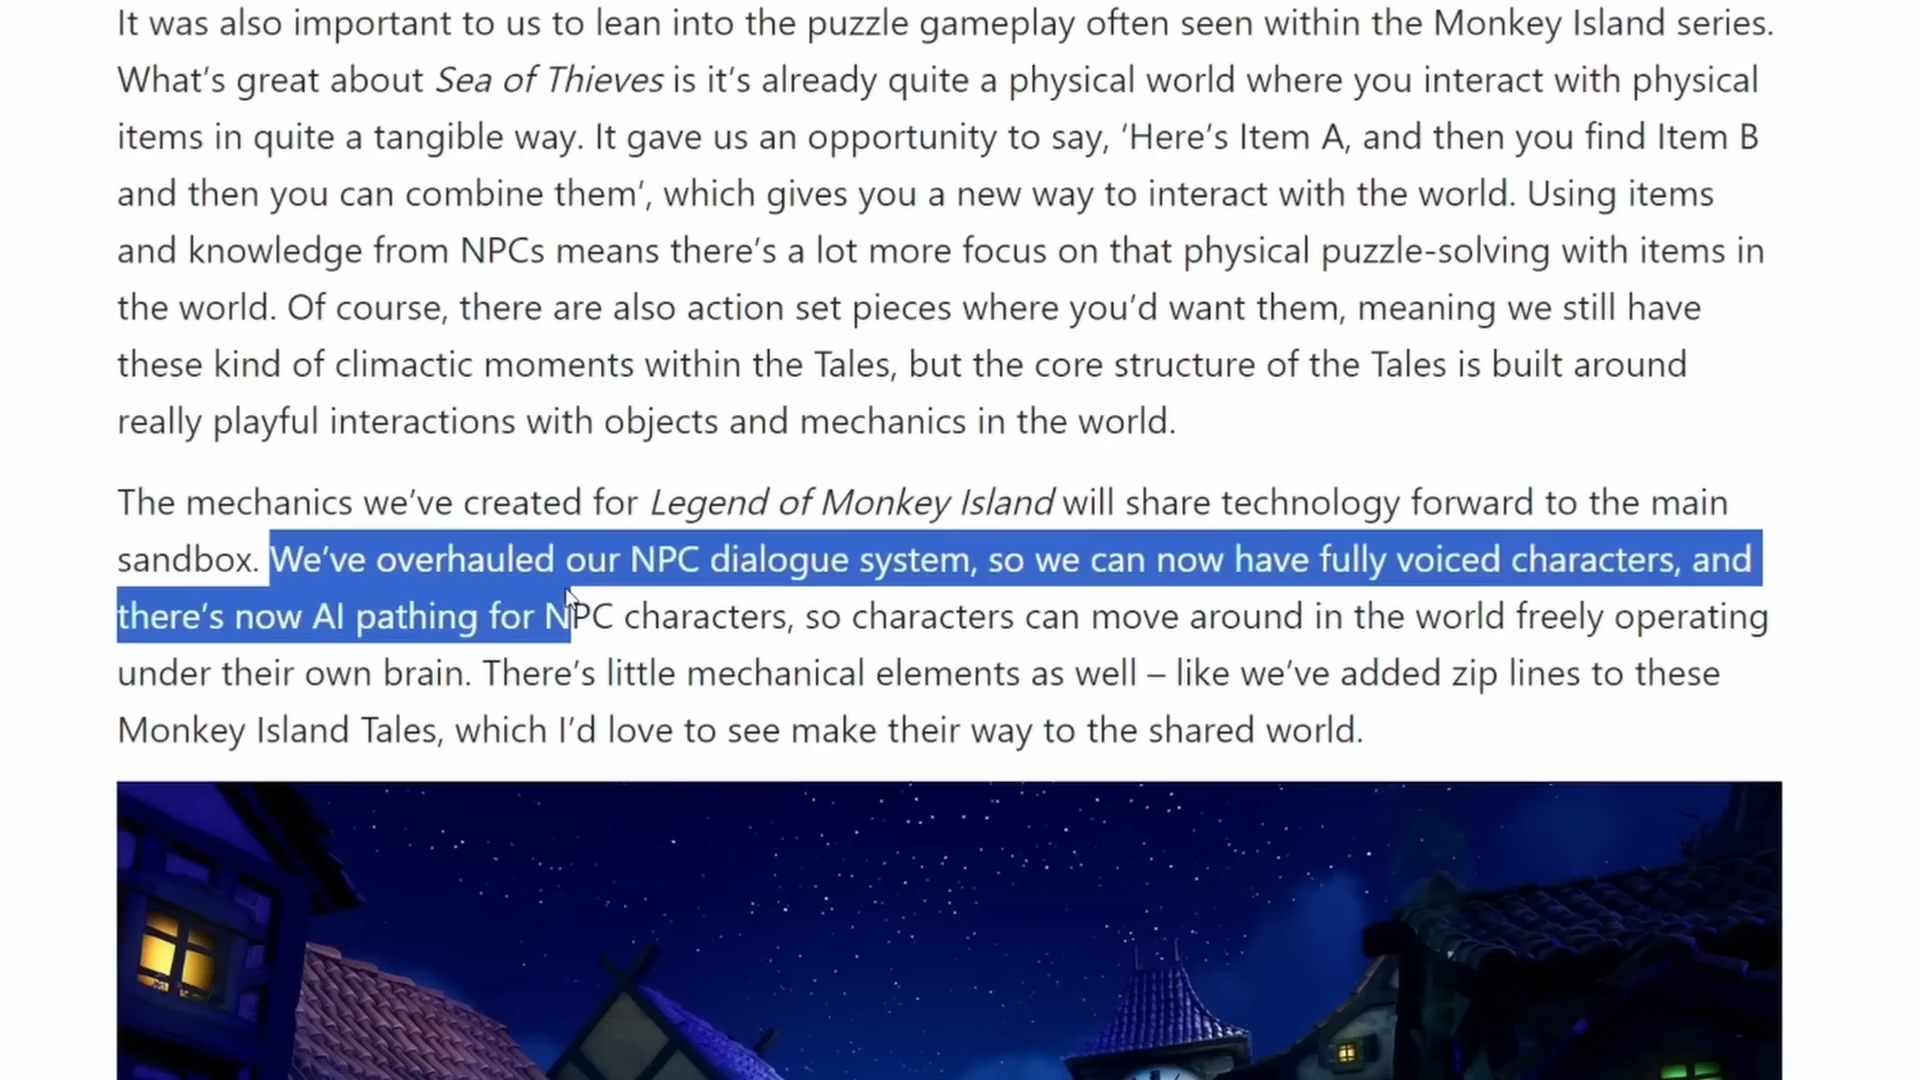 It was also important to us to lean into the puzzle gameplay often seen within the Monkey Island series.
What’s great about Sea of Thieves is it’s already quite a physical world where you interact with physical
items in quite a tangible way. It gave us an opportunity to say, ‘Here’s Item A, and then you find Item B
and then you can combine them’, which gives you a new way to interact with the world. Using items
and knowledge from NPCs means there’s a lot more focus on that physical puzzle-solving with items in
the world. Of course, there are also action set pieces where you’d want them, meaning we still have
these kind of climactic moments within the Tales, but the core structure of the Tales is built around
really playful interactions with objects and mechanics in the world.
The mechanics we’ve created for Legend of Monkey Island will share technology forward to the main
sandbox. We’ve overhauled our NPC dialogue system, so we can now have fully voiced characters, and
there’s now AI pathing for NPC characters, so characters can move around in the world freely operating
under their own brain. There’s little mechanical elements as well – like we’ve added zip lines to these
Monkey Island Tales, which I’d love to see make their way to the shared world.